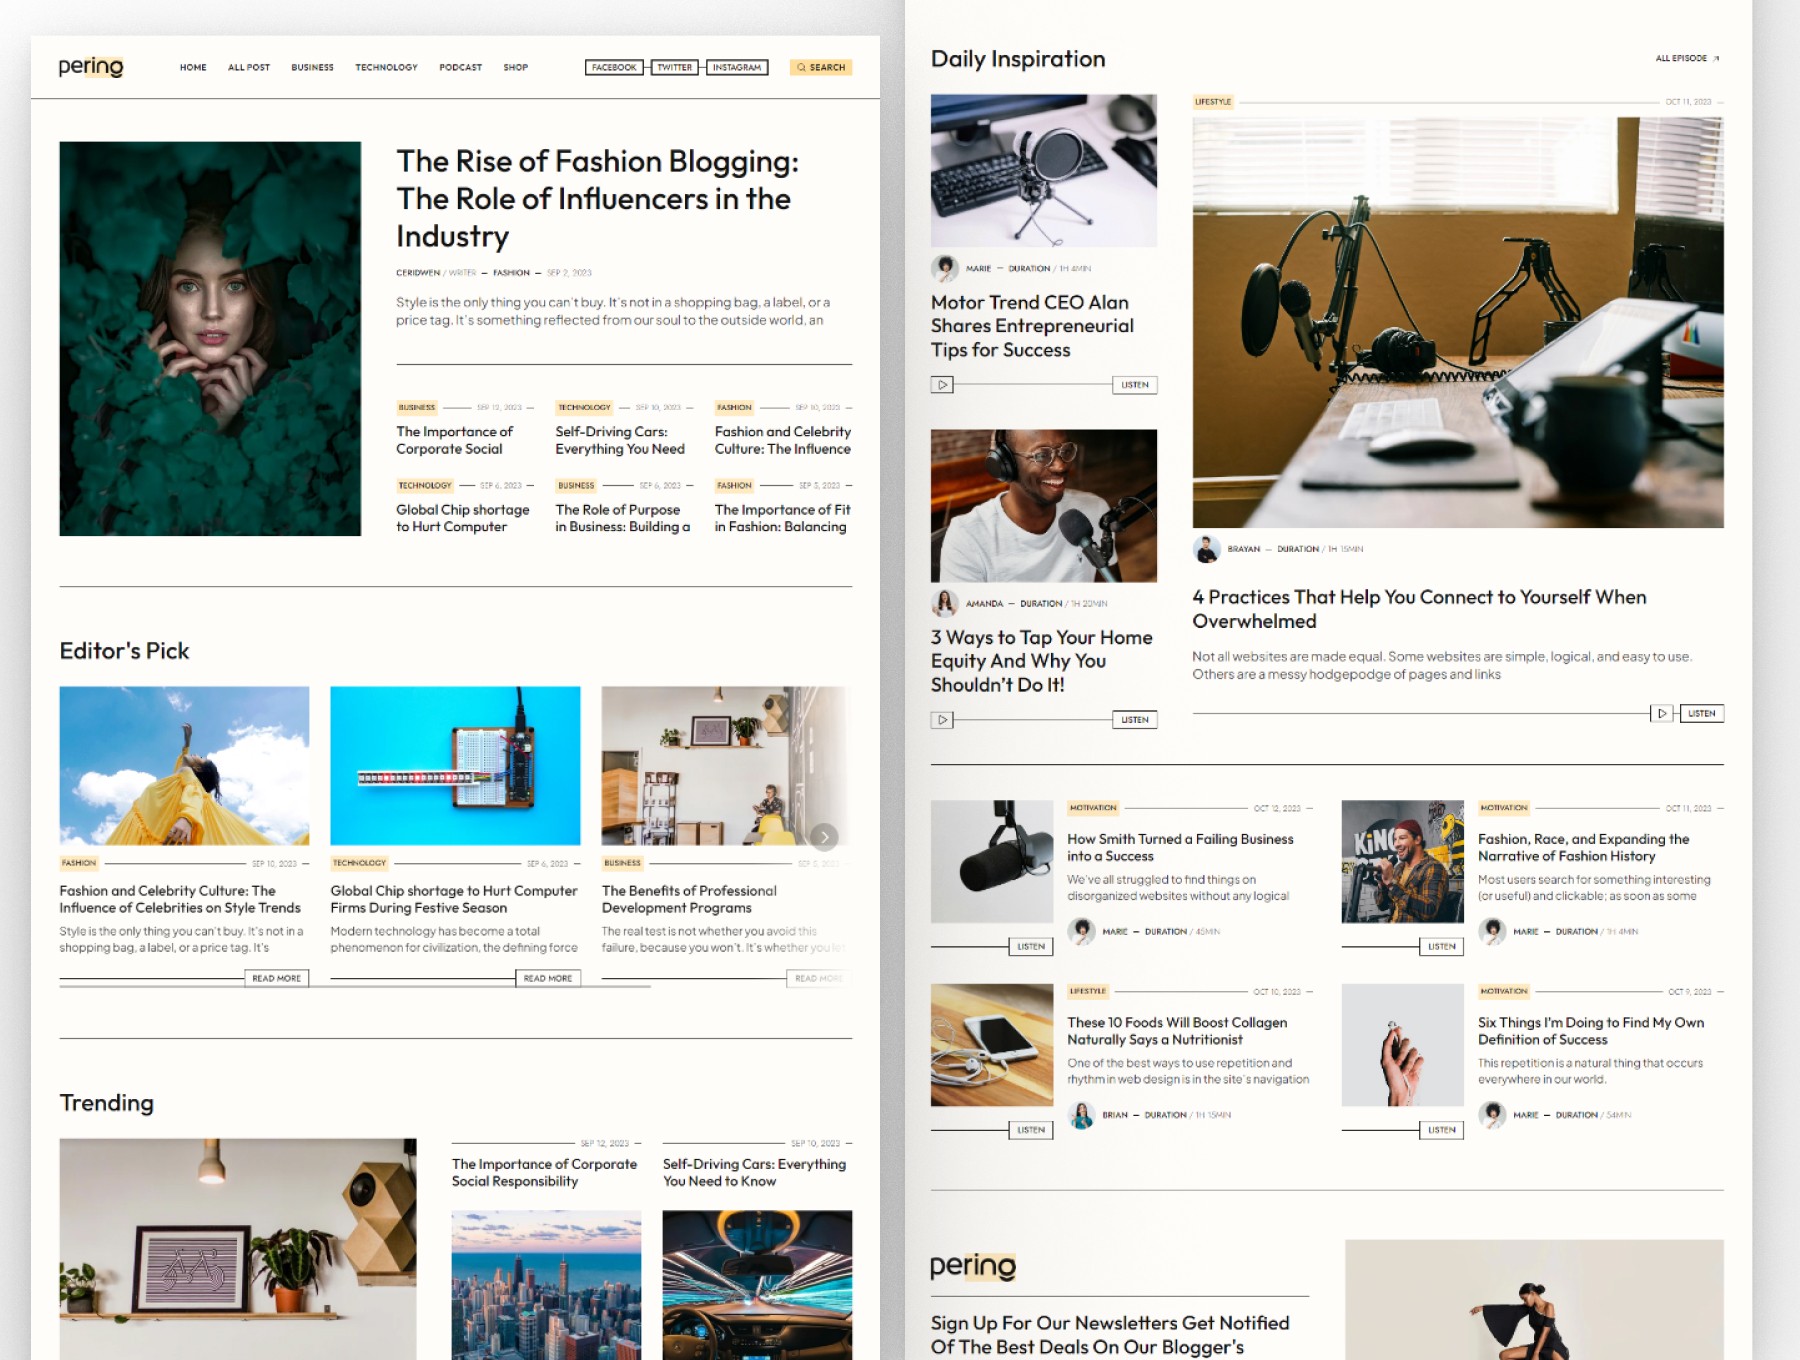 pering
HOME
ALL POST
BUSINESS
TECHNOLOGY
PODCAST
SHOP
FACEBOOK
TWITTER
INSTAGRAM
SEARCH
The Rise of Fashion Blogging:
The Role of Influencers in the
Industry
CERIDWEN / WRITER — FASHION — SEP 2, 2023
Style is the only thing you can't buy. It's not in a shopping bag, a label, or a
price tag. It's something reflected from our soul to the outside world, an
BUSINESS SEP 12, 2023
The Importance of
Corporate Social
TECHNOLOGY SEP 10, 2023
Self-Driving Cars:
Everything You Need
FASHION SEP 10, 2023
Fashion and Celebrity
Culture: The Influence
TECHNOLOGY SEP 6, 2023
Global Chip shortage
to Hurt Computer
BUSINESS SEP 6, 2023
The Role of Purpose
in Business: Building a
FASHION SEP 5, 2023
The Importance of Fit
in Fashion: Balancing
Editor's Pick
FASHION SEP 10, 2023
Fashion and Celebrity Culture: The
Influence of Celebrities on Style Trends
Style is the only thing you can't buy. It's not in a
shopping bag, a label, or a price tag. It's
READ MORE
TECHNOLOGY SEP 6, 2023
Global Chip shortage to Hurt Computer
Firms During Festive Season
Modern technology has become a total
phenomenon for civilization, the defining force
READ MORE
BUSINESS SEP 5, 2023
The Benefits of Professional
Development Programs
The real test is not whether you avoid this
failure, because you won't. It's whether you let
READ MORE
Trending
SEP 12, 2023
The Importance of Corporate
Social Responsibility
SEP 10, 2023
Self-Driving Cars: Everything
You Need to Know
Daily Inspiration
ALL EPISODE
MARIE — DURATION / 1H 4MIN
Motor Trend CEO Alan
Shares Entrepreneurial
Tips for Success
LISTEN
AMANDA — DURATION / 1H 20MIN
3 Ways to Tap Your Home
Equity And Why You
Shouldn't Do It!
LISTEN
LIFESTYLE OCT 11, 2023
BRAYAN — DURATION / 1H 15MIN
4 Practices That Help You Connect to Yourself When
Overwhelmed
Not all websites are made equal. Some websites are simple, logical, and easy to use.
Others are a messy hodgepodge of pages and links
LISTEN
MOTIVATION OCT 12, 2023
How Smith Turned a Failing Business
into a Success
We've all struggled to find things on
disorganized websites without any logical
MARIE — DURATION / 45MIN
LISTEN
KiNG
MOTIVATION OCT 11, 2023
Fashion, Race, and Expanding the
Narrative of Fashion History
Most users search for something interesting
(or useful) and clickable; as soon as some
MARIE — DURATION / 1H 4MIN
LISTEN
LIFESTYLE OCT 10, 2023
These 10 Foods Will Boost Collagen
Naturally Says a Nutritionist
One of the best ways to use repetition and
rhythm in web design is in the site's navigation
BRIAN — DURATION / 1H 15MIN
LISTEN
MOTIVATION OCT 9, 2023
Six Things I'm Doing to Find My Own
Definition of Success
This repetition is a natural thing that occurs
everywhere in our world.
MARIE — DURATION / 54MIN
LISTEN
pering
Sign Up For Our Newsletters Get Notified
Of The Best Deals On Our Blogger's